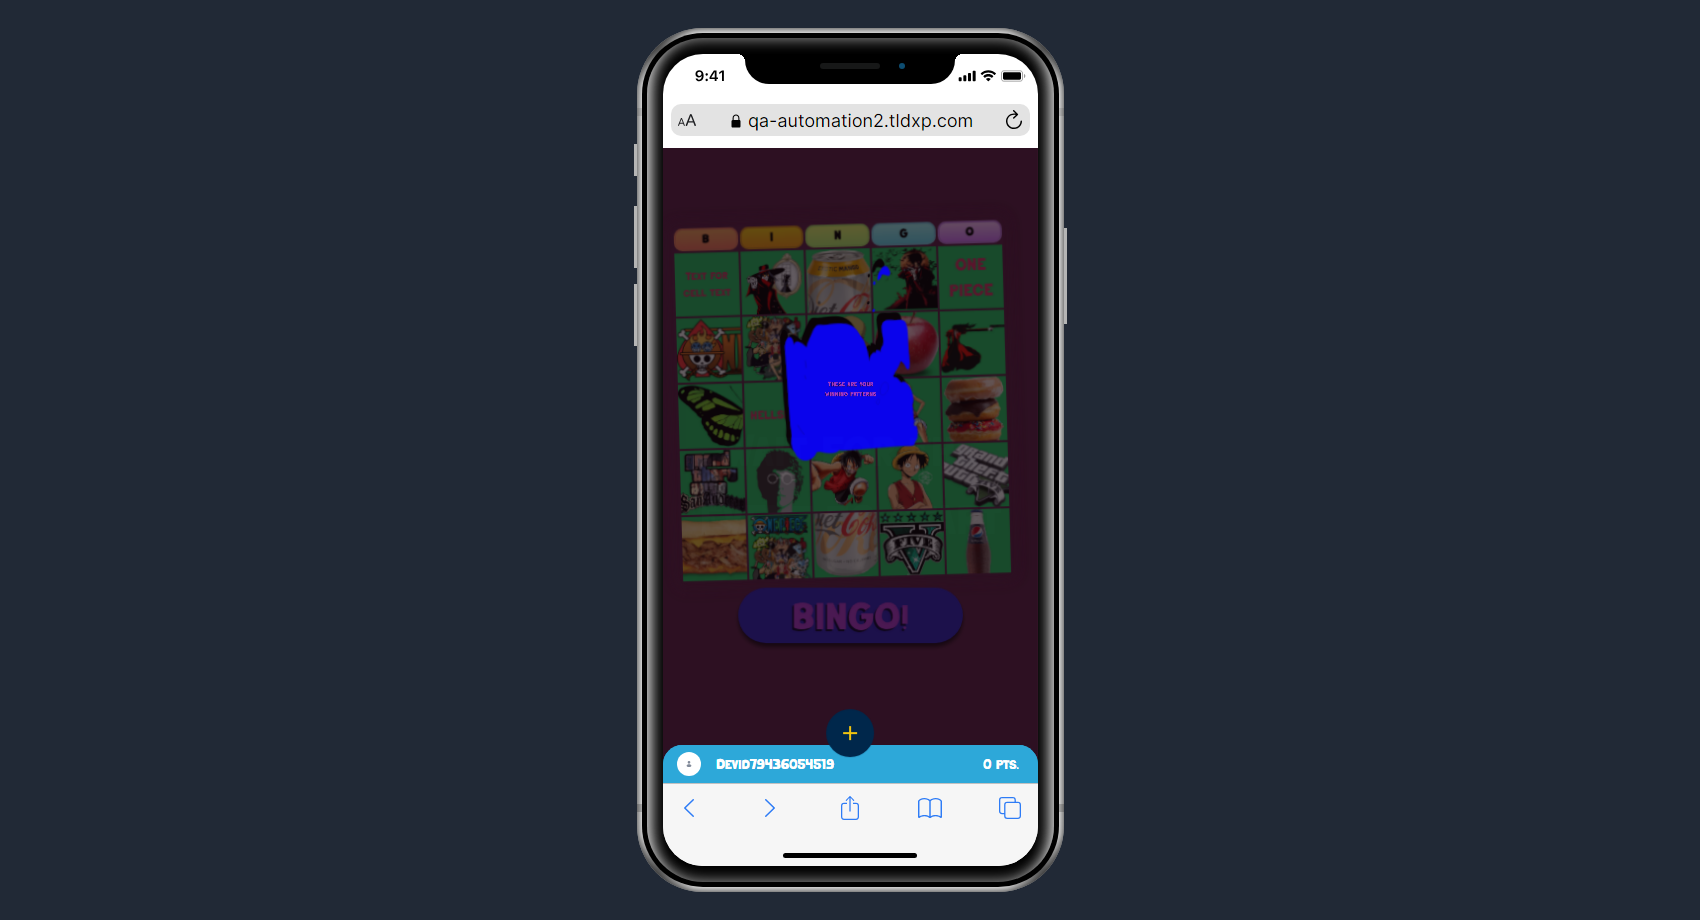 9:41
AA qa-automation2.tldxp.com
B I N G O
TEXT FOR
CELL TEXT
ONE
PIECE
THESE ARE YOUR
WINNING PATTERNS
HELLO
FIVE
BINGO!
+
DEVID79436054519 0 PTS.